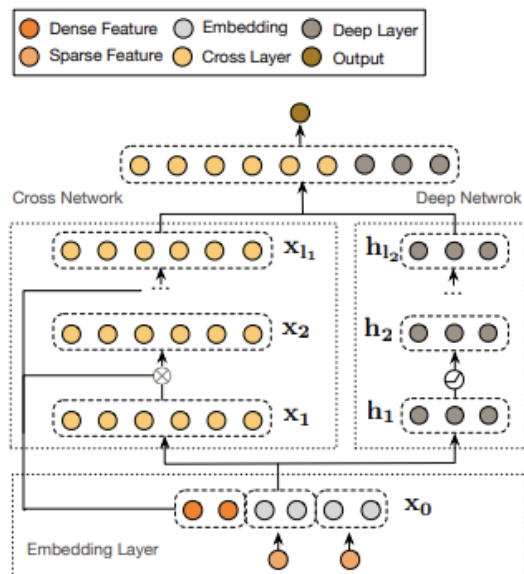 Dense Feature Embedding Deep Layer
Sparse Feature Cross Layer Output
Cross Network Deep Netwrok
x_{l_1} h_{l_2}
... ...
x_2 h_2
x_1 h_1
x_0
Embedding Layer